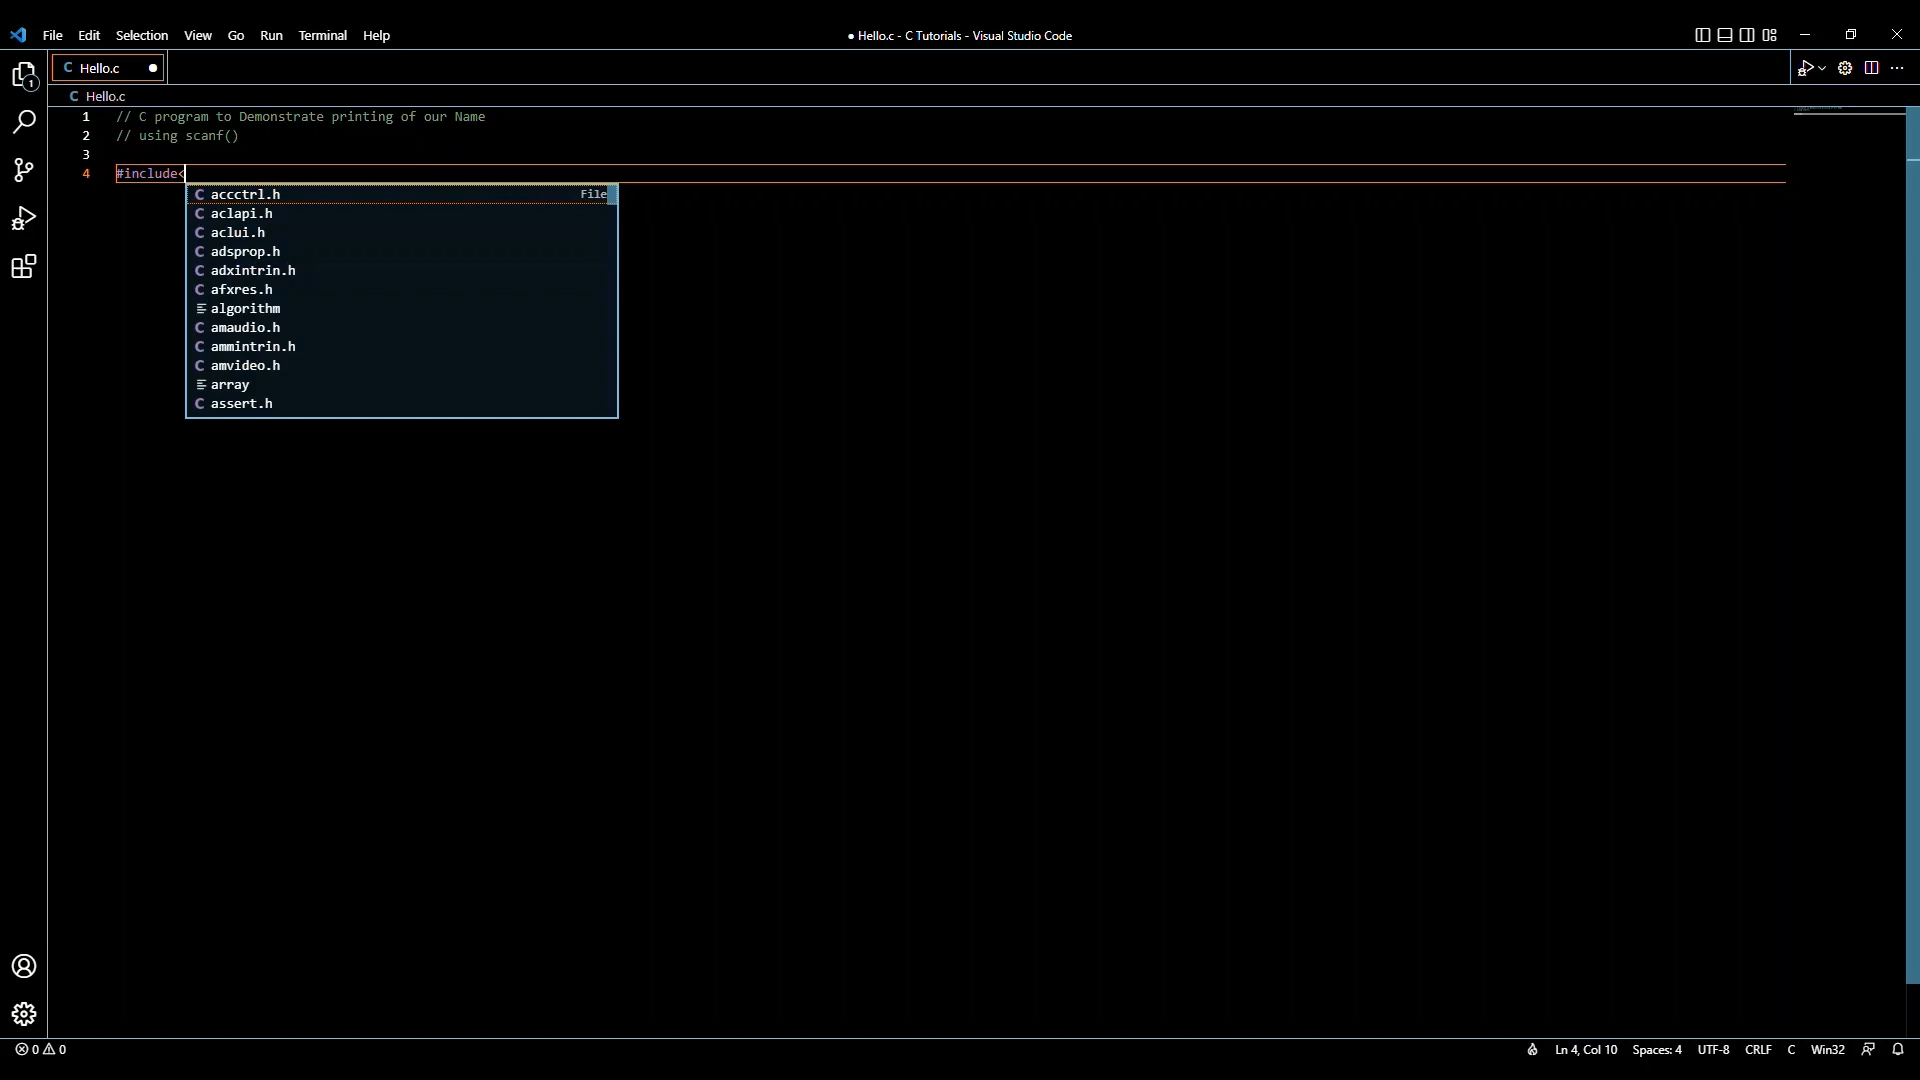 File Edit Selection View Go Run Terminal Help
● Hello.c - C Tutorials - Visual Studio Code
C Hello.c ●
1
C Hello.c
1 // C program to Demonstrate printing of our Name
2 // using scanf()
3
4 #include<
C accctrl.h File
C aclapi.h
C aclui.h
C adsprop.h
C adxintrin.h
C afxres.h
algorithm
C amaudio.h
C ammintrin.h
C amvideo.h
array
C assert.h
0 0
Ln 4, Col 10 Spaces: 4 UTF-8 CRLF C Win32